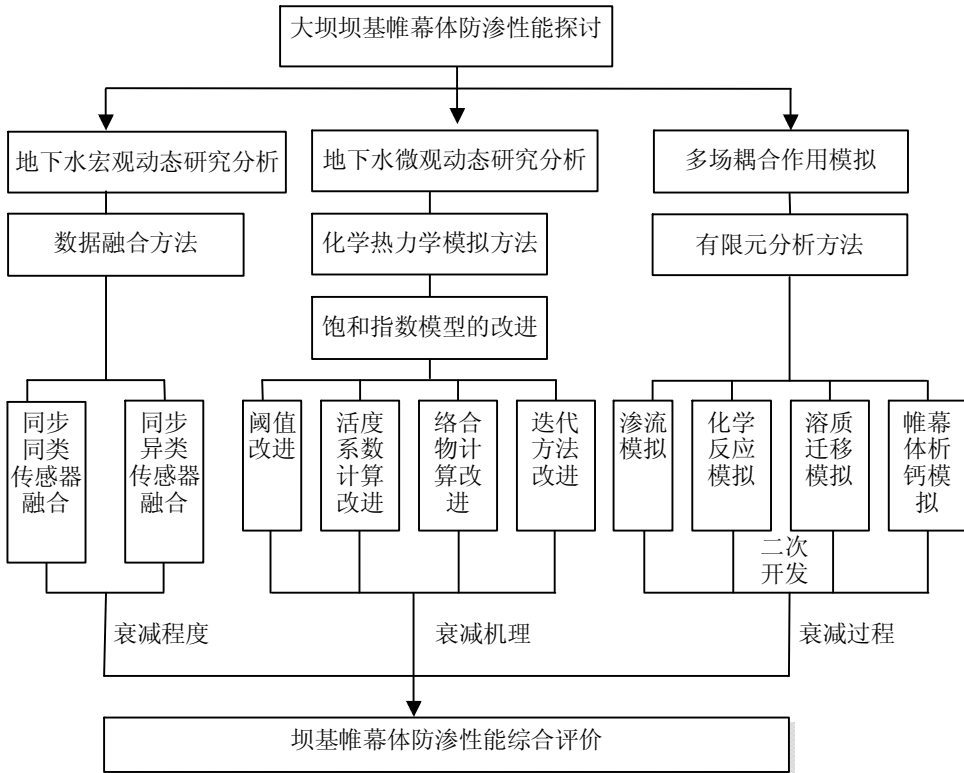 大坝坝基帷幕体防渗性能探讨
地下水宏观动态研究分析
地下水微观动态研究分析
多场耦合作用模拟
数据融合方法
化学热力学模拟方法
有限元分析方法
饱和指数模型的改进
同步
同类
传感器
融合
同步
异类
传感器
融合
阈值
改进
活度
系数
计算
改进
络合
物计
算改
进
迭代
方法
改进
渗流
模拟
化学
反应
模拟
溶质
迁移
模拟
帷幕
体析
钙模
拟
二次
开发
衰减程度
衰减机理
衰减过程
坝基帷幕体防渗性能综合评价